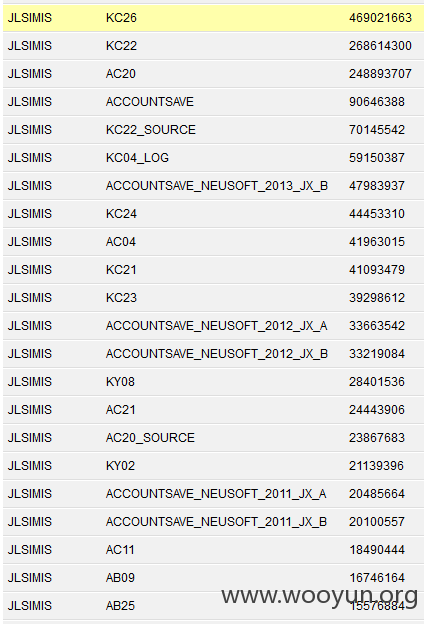 JLSIMIS KC26 469021663
JLSIMIS KC22 268614300
JLSIMIS AC20 248893707
JLSIMIS ACCOUNTSAVE 90646388
JLSIMIS KC22_SOURCE 70145542
JLSIMIS KC04_LOG 59150387
JLSIMIS ACCOUNTSAVE_NEUSOFT_2013_JX_B 47983937
JLSIMIS KC24 44453310
JLSIMIS AC04 41963015
JLSIMIS KC21 41093479
JLSIMIS KC23 39298612
JLSIMIS ACCOUNTSAVE_NEUSOFT_2012_JX_A 33663542
JLSIMIS ACCOUNTSAVE_NEUSOFT_2012_JX_B 33219084
JLSIMIS KY08 28401536
JLSIMIS AC21 24443906
JLSIMIS AC20_SOURCE 23867683
JLSIMIS KY02 21139396
JLSIMIS ACCOUNTSAVE_NEUSOFT_2011_JX_A 20485664
JLSIMIS ACCOUNTSAVE_NEUSOFT_2011_JX_B 20100557
JLSIMIS AC11 18490444
JLSIMIS AB09 16746164
JLSIMIS AB25 15576884
www.wooyun.org